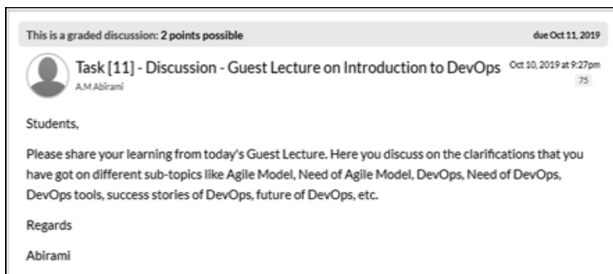 This is a graded discussion: 2 points possible due Oct 11, 2019
Task [11] - Discussion - Guest Lecture on Introduction to DevOps Oct 10, 2019 at 9:27pm
A.M Abirami 75
Students,
Please share your learning from today's Guest Lecture. Here you discuss on the clarifications that you
have got on different sub-topics like Agile Model, Need of Agile Model, DevOps, Need of DevOps,
DevOps tools, success stories of DevOps, future of DevOps, etc.
Regards
Abirami